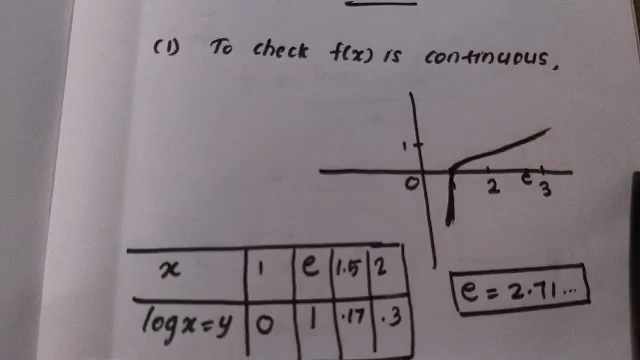 (1) To check f(x) is continuous,
1
0 2 e 3
x 1 e 1.5 2
log x = y 0 1 .17 .3
e = 2.71...